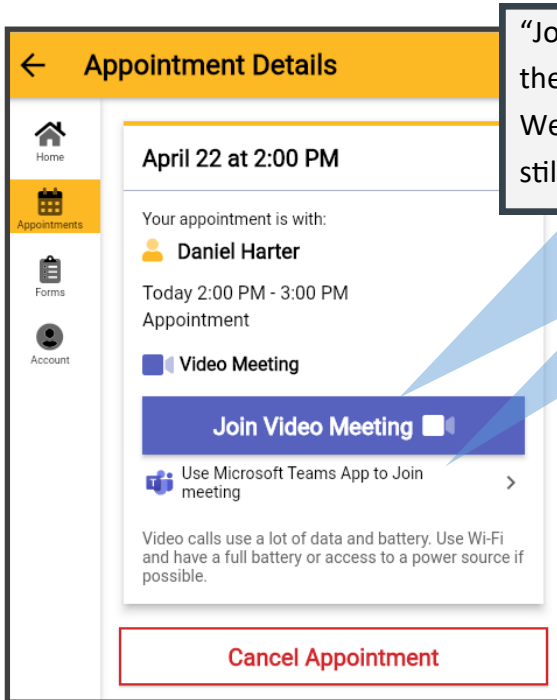 Appointment Details
"Jo
the
We
Home
Appointments
Forms
Account
April 22 at 2:00 PM
Your appointment is with:
Daniel Harter
Today 2:00 PM - 3:00 PM
Appointment
Video Meeting
Join Video Meeting
Use Microsoft Teams App to Join
meeting
Video calls use a lot of data and battery. Use Wi-Fi
and have a full battery or access to a power source if
possible.
Cancel Appointment